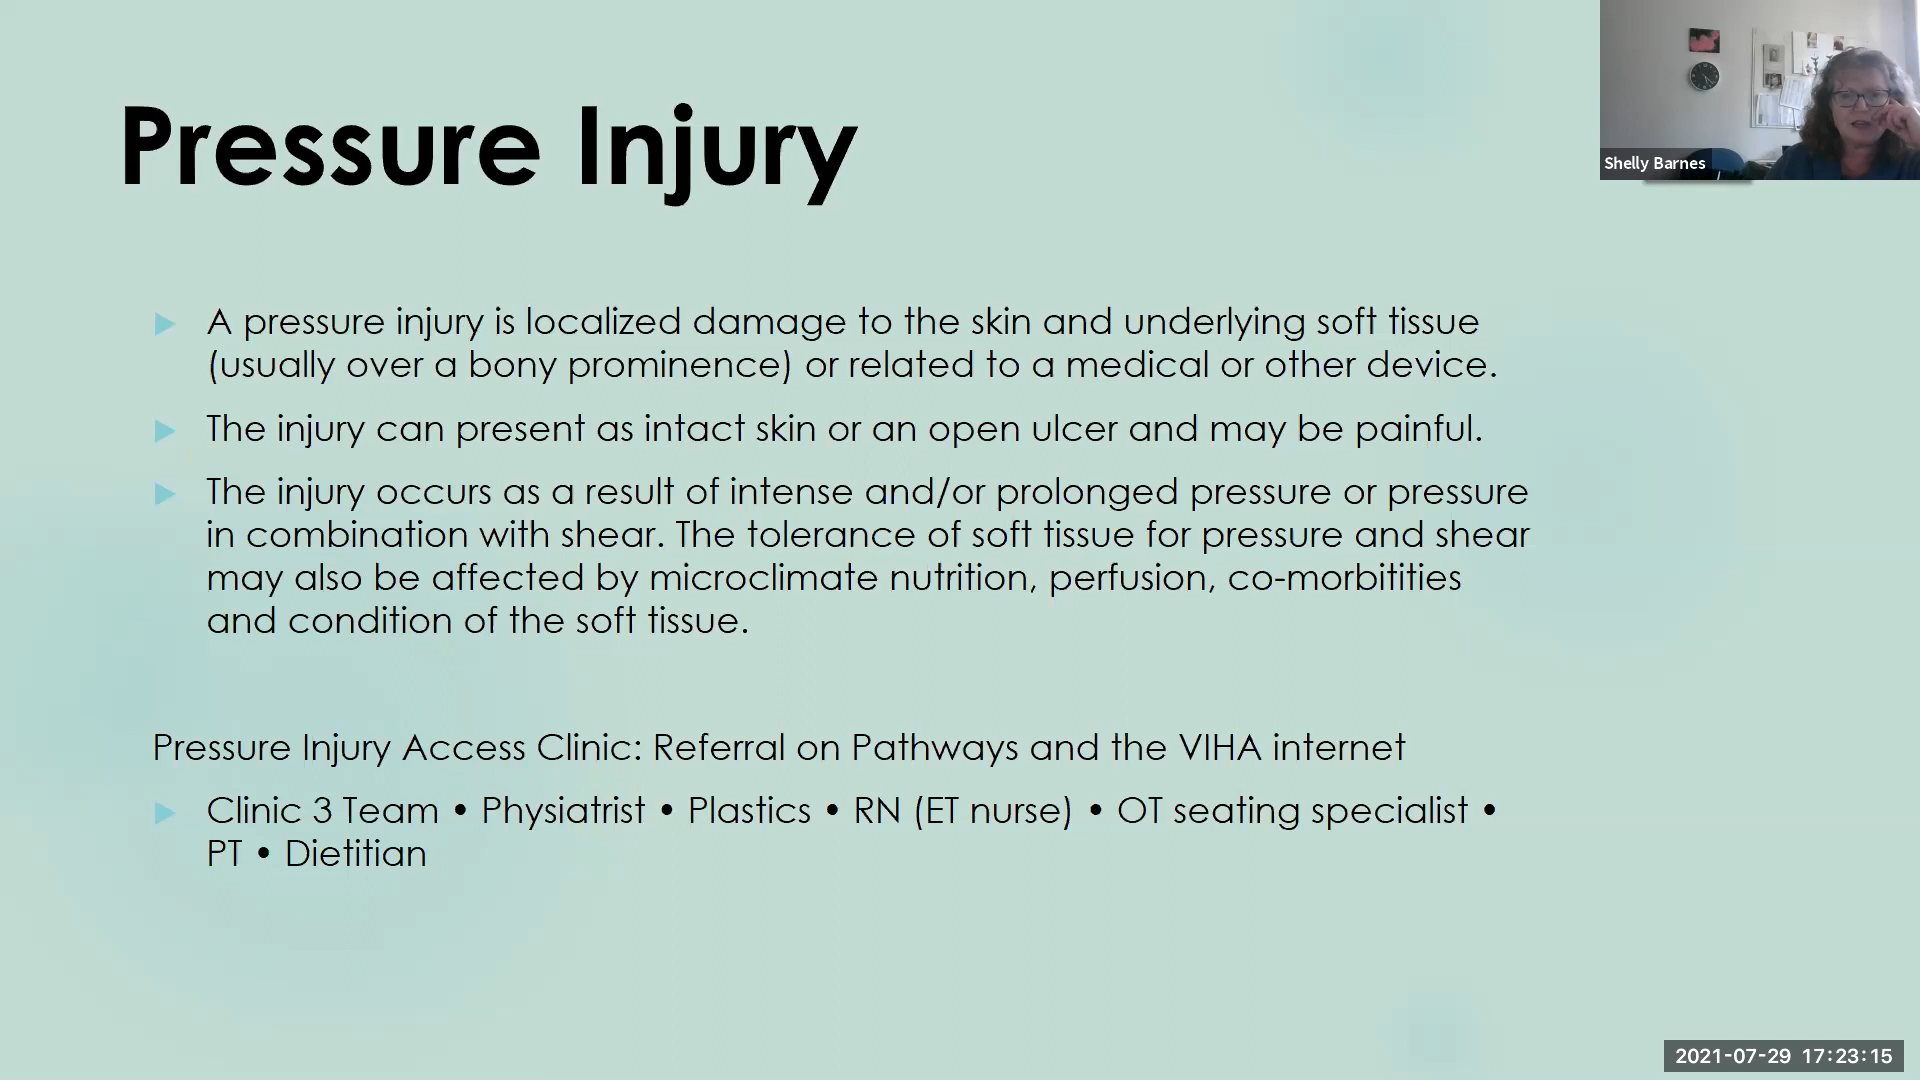 Pressure Injury
Shelly Barnes
A pressure injury is localized damage to the skin and underlying soft tissue
(usually over a bony prominence) or related to a medical or other device.
The injury can present as intact skin or an open ulcer and may be painful.
The injury occurs as a result of intense and/or prolonged pressure or pressure
in combination with shear. The tolerance of soft tissue for pressure and shear
may also be affected by microclimate nutrition, perfusion, co-morbitities
and condition of the soft tissue.
Pressure Injury Access Clinic: Referral on Pathways and the VIHA internet
Clinic 3 Team • Physiatrist • Plastics • RN (ET nurse) • OT seating specialist •
PT • Dietitian
2021-07-29 17:23:15